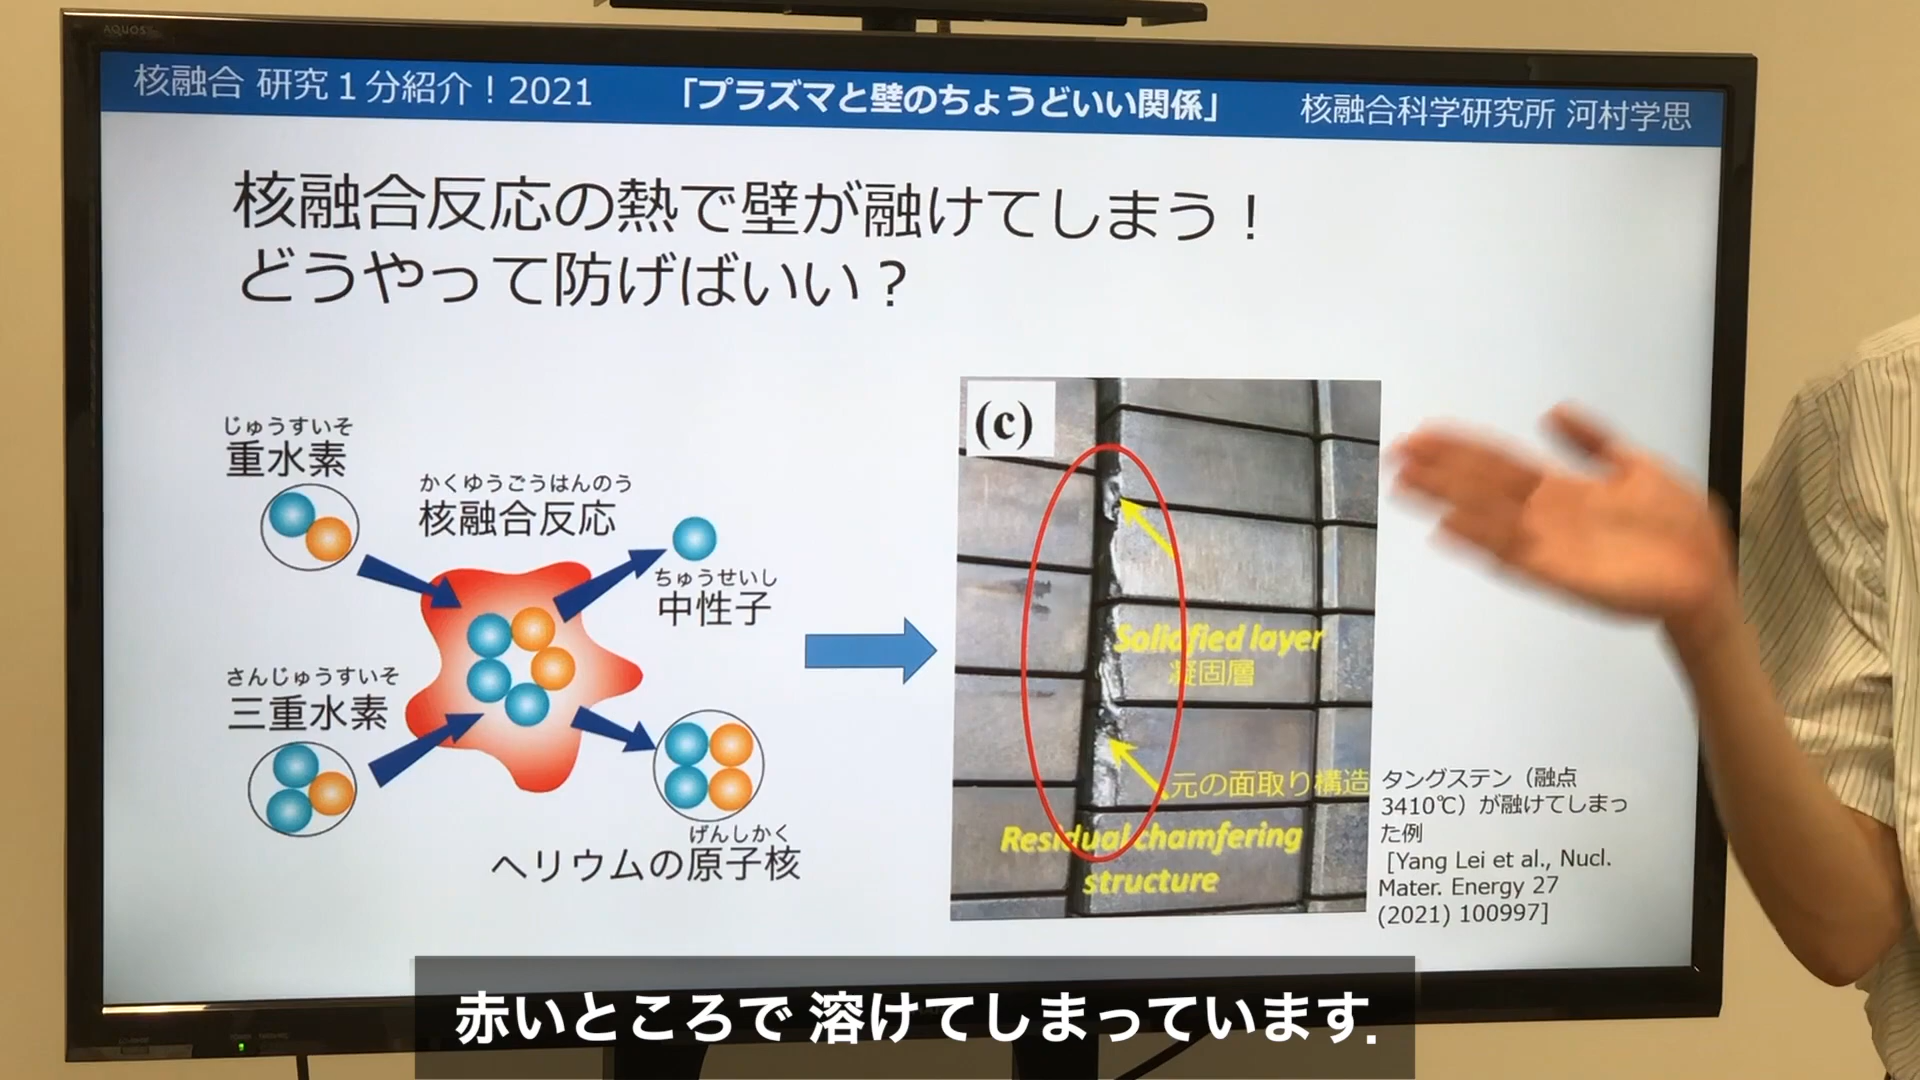 AQUOS
核融合 研究1分紹介！2021 「プラズマと壁のちょうどいい関係」 核融合科学研究所 河村学思
核融合反応の熱で壁が融けてしまう！
どうやって防げばいい？
じゅうすいそ
重水素
かくゆうごうはんのう
核融合反応
ちゅうせいし
中性子
さんじゅうすいそ
三重水素
げんしかく
ヘリウムの原子核
(c)
Solidified layer
凝固層
元の面取り構造
Residual chamfering
structure
タングステン（融点
3410℃）が融けてしまっ
た例
[Yang Lei et al., Nucl.
Mater. Energy 27
(2021) 100997]
赤いところで 溶けてしまっています.